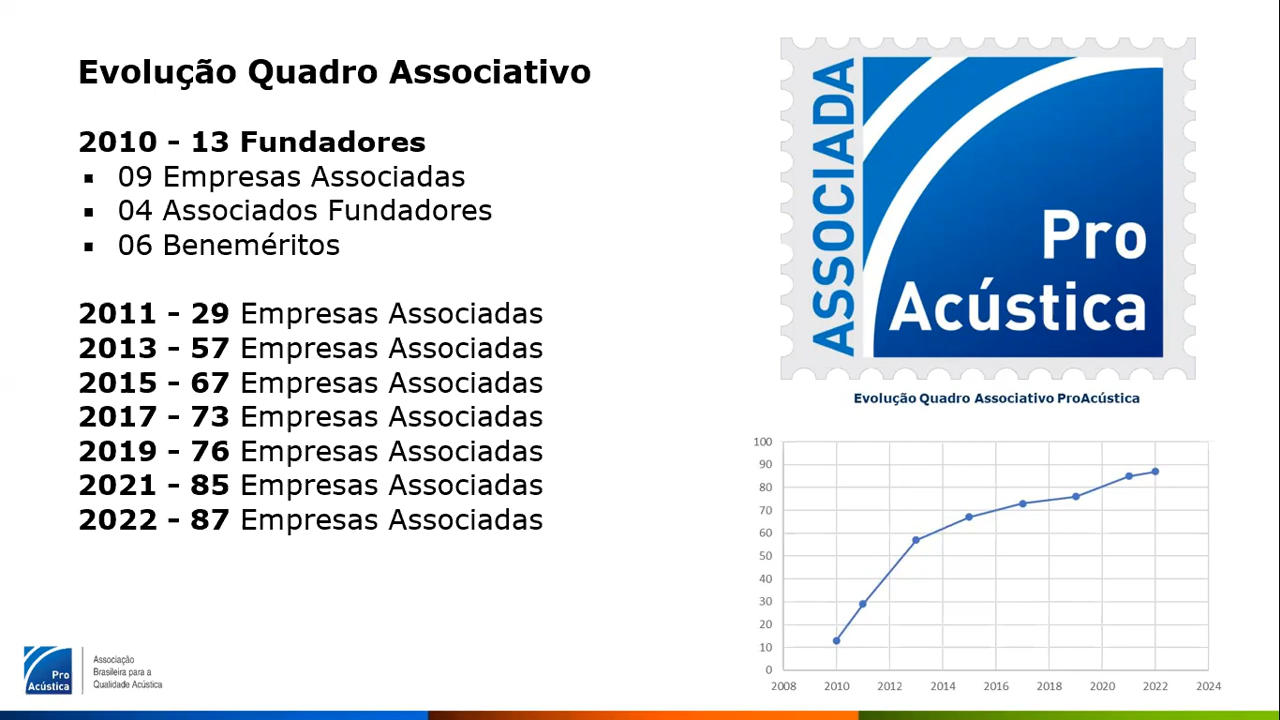 Evolução Quadro Associativo
2010 - 13 Fundadores
▪ 09 Empresas Associadas
▪ 04 Associados Fundadores
▪ 06 Beneméritos
2011 - 29 Empresas Associadas
2013 - 57 Empresas Associadas
2015 - 67 Empresas Associadas
2017 - 73 Empresas Associadas
2019 - 76 Empresas Associadas
2021 - 85 Empresas Associadas
2022 - 87 Empresas Associadas
ASSOCIADA
Pro
Acústica
Evolução Quadro Associativo ProAcústica
100
90
80
70
60
50
40
30
20
10
0
2008 2010 2012 2014 2016 2018 2020 2022 2024
Pro
Acústica
Associação
Brasileira para a
Qualidade Acústica